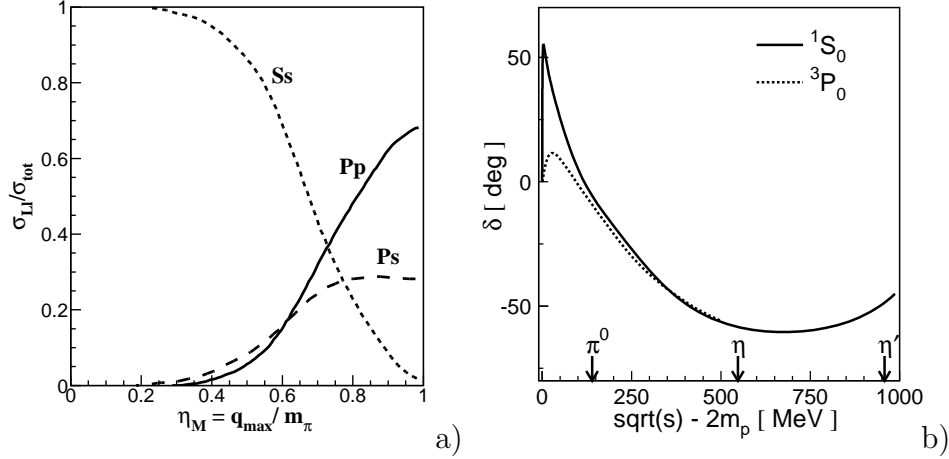 1
0.8
0.6
0.4
0.2
0
σLI/σtot
Ss
Pp
Ps
0 0.2 0.4 0.6 0.8 1
ηM = qmax/ mπ
a)
50
0
-50
δ [ deg ]
¹S₀
³P₀
π⁰ η η′
0 250 500 750 1000
sqrt(s) - 2mp [ MeV ]
b)